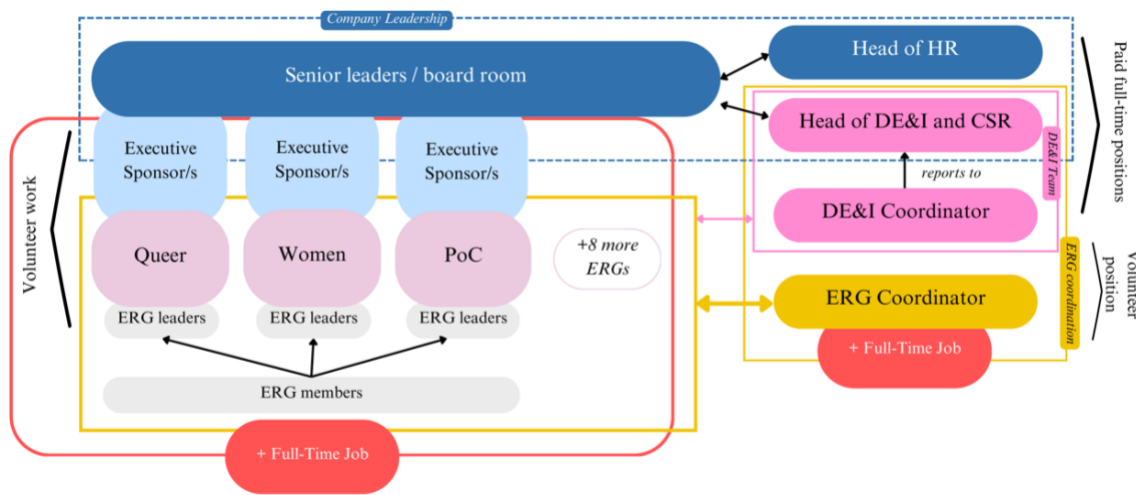 Company Leadership
Senior leaders / board room
Head of HR
Head of DE&I and CSR
DE&I Team
reports to
DE&I Coordinator
Paid full-time positions
Executive
Sponsor/s
Executive
Sponsor/s
Executive
Sponsor/s
Volunteer work
Queer
Women
PoC
+8 more
ERGs
ERG leaders
ERG leaders
ERG leaders
ERG members
+ Full-Time Job
ERG Coordinator
+ Full-Time Job
ERG coordination
Volunteer
position